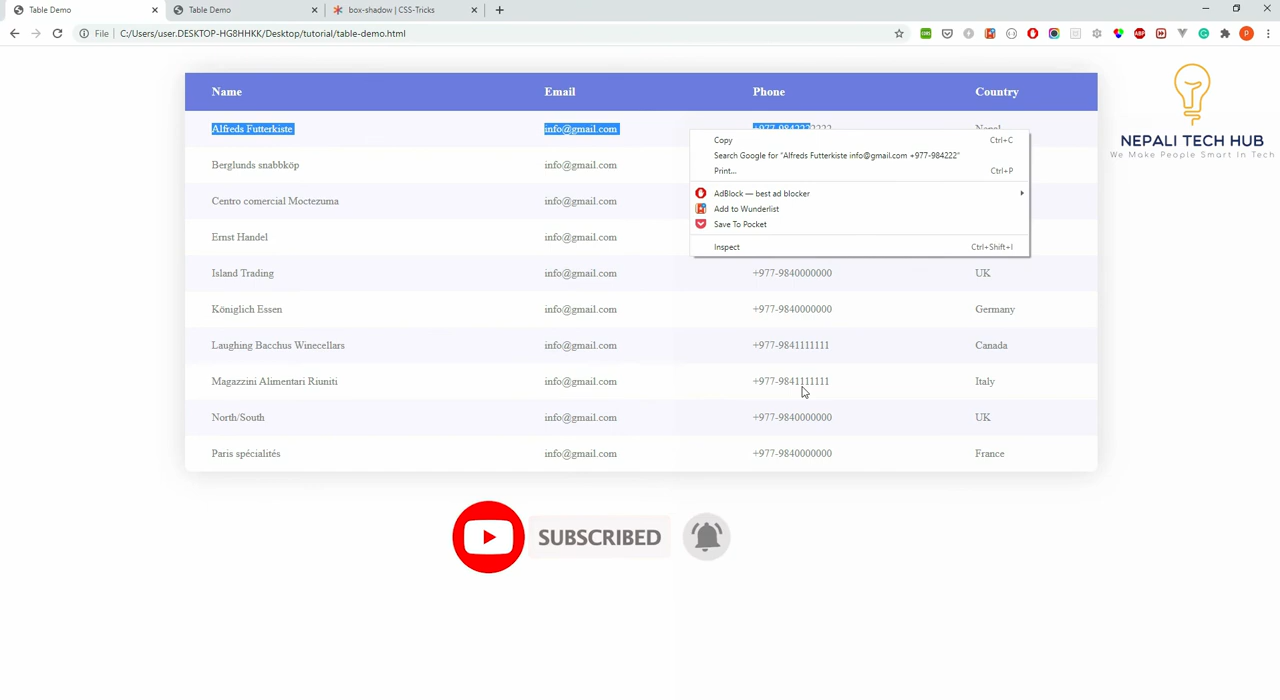 Table Demo
Table Demo
box-shadow | CSS-Tricks
File
C:/Users/user.DESKTOP-HG8HHKK/Desktop/tutorial/table-demo.html
NEPALI TECH HUB
We Make People Smart In Tech
Name Email Phone Country
Alfreds Futterkiste info@gmail.com +977-9842222222 Nepal
Berglunds snabbköp info@gmail.com
Centro comercial Moctezuma info@gmail.com
Ernst Handel info@gmail.com
Island Trading info@gmail.com +977-9840000000 UK
Königlich Essen info@gmail.com +977-9840000000 Germany
Laughing Bacchus Winecellars info@gmail.com +977-9841111111 Canada
Magazzini Alimentari Riuniti info@gmail.com +977-9841111111 Italy
North/South info@gmail.com +977-9840000000 UK
Paris spécialités info@gmail.com +977-9840000000 France
Copy Ctrl+C
Search Google for "Alfreds Futterkiste info@gmail.com +977-984222"
Print... Ctrl+P
AdBlock — best ad blocker
Add to Wunderlist
Save To Pocket
Inspect Ctrl+Shift+I
SUBSCRIBED